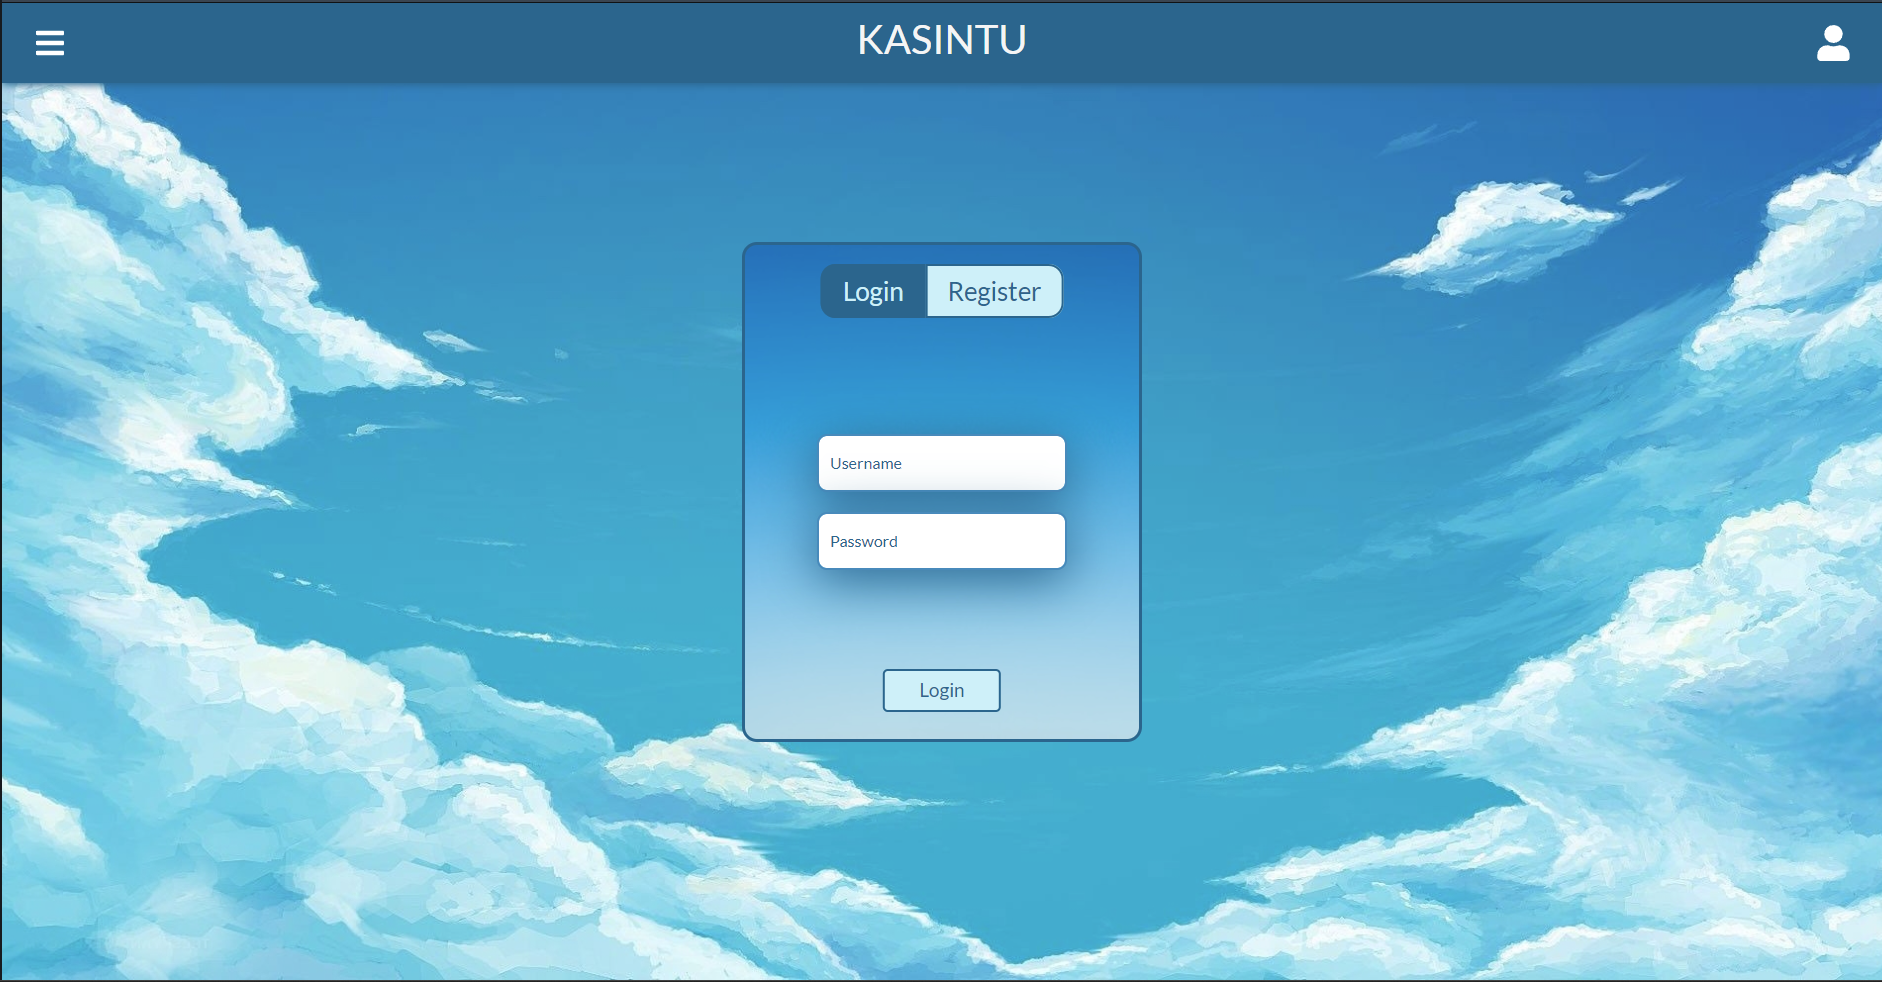 KASINTU
Login Register
Username
Password
Login